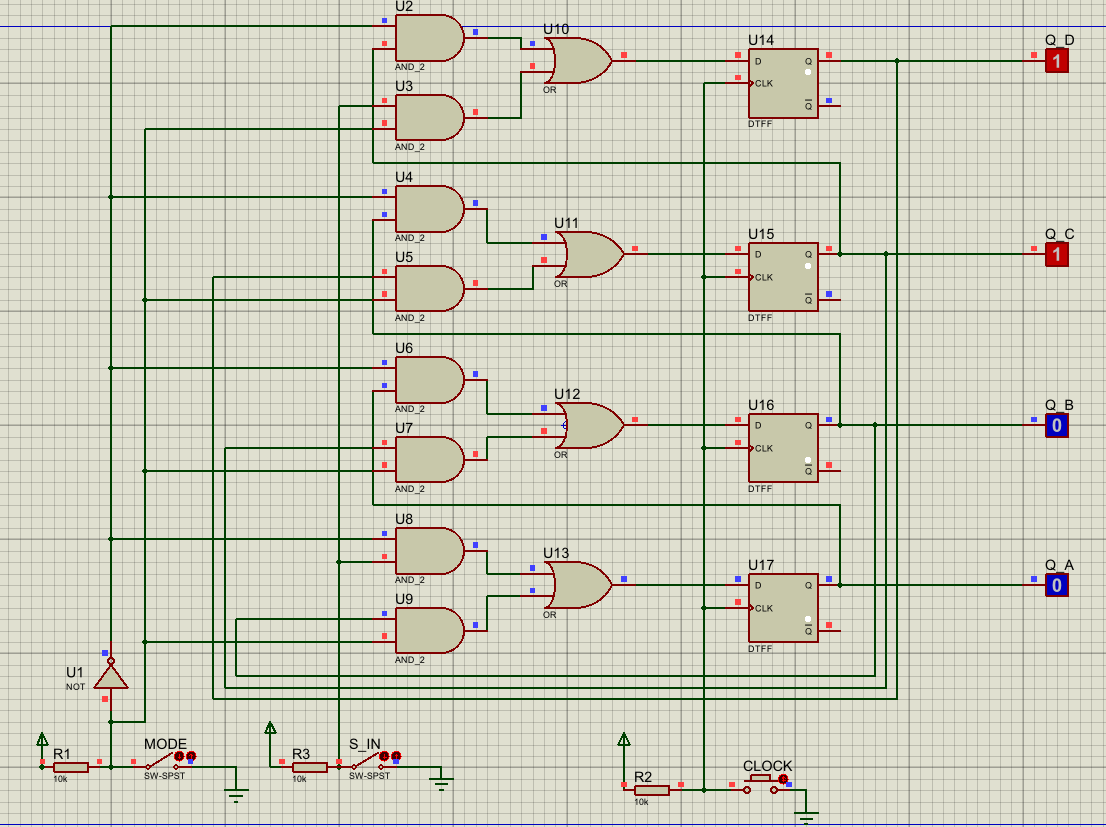 U2
AND_2
U10
OR
U14
D
Q
CLK
Q
DTFF
Q_D
1
U3
AND_2
U4
AND_2
U11
OR
U15
D
Q
CLK
Q
DTFF
Q_C
1
U5
AND_2
U6
AND_2
U12
OR
U16
D
Q
CLK
Q
DTFF
Q_B
0
U7
AND_2
U8
AND_2
U13
OR
U17
D
Q
CLK
Q
DTFF
Q_A
0
U9
AND_2
U1
NOT
R1
10k
MODE
SW-SPST
R3
10k
S_IN
SW-SPST
R2
10k
CLOCK